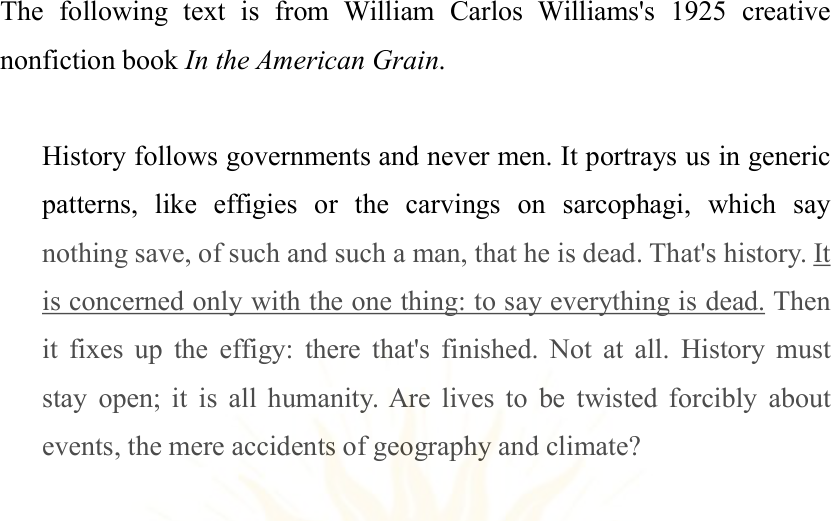 The following text is from William Carlos Williams's 1925 creative
nonfiction book In the American Grain.
History follows governments and never men. It portrays us in generic
patterns, like effigies or the carvings on sarcophagi, which say
nothing save, of such and such a man, that he is dead. That's history. It
is concerned only with the one thing: to say everything is dead. Then
it fixes up the effigy: there that's finished. Not at all. History must
stay open; it is all humanity. Are lives to be twisted forcibly about
events, the mere accidents of geography and climate?